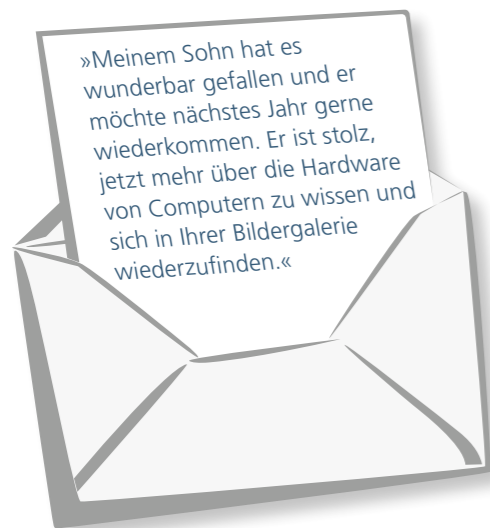 »Meinem Sohn hat es
wunderbar gefallen und er
möchte nächstes Jahr gerne
wiederkommen. Er ist stolz,
jetzt mehr über die Hardware
von Computern zu wissen und
sich in Ihrer Bildergalerie
wiederzufinden.«